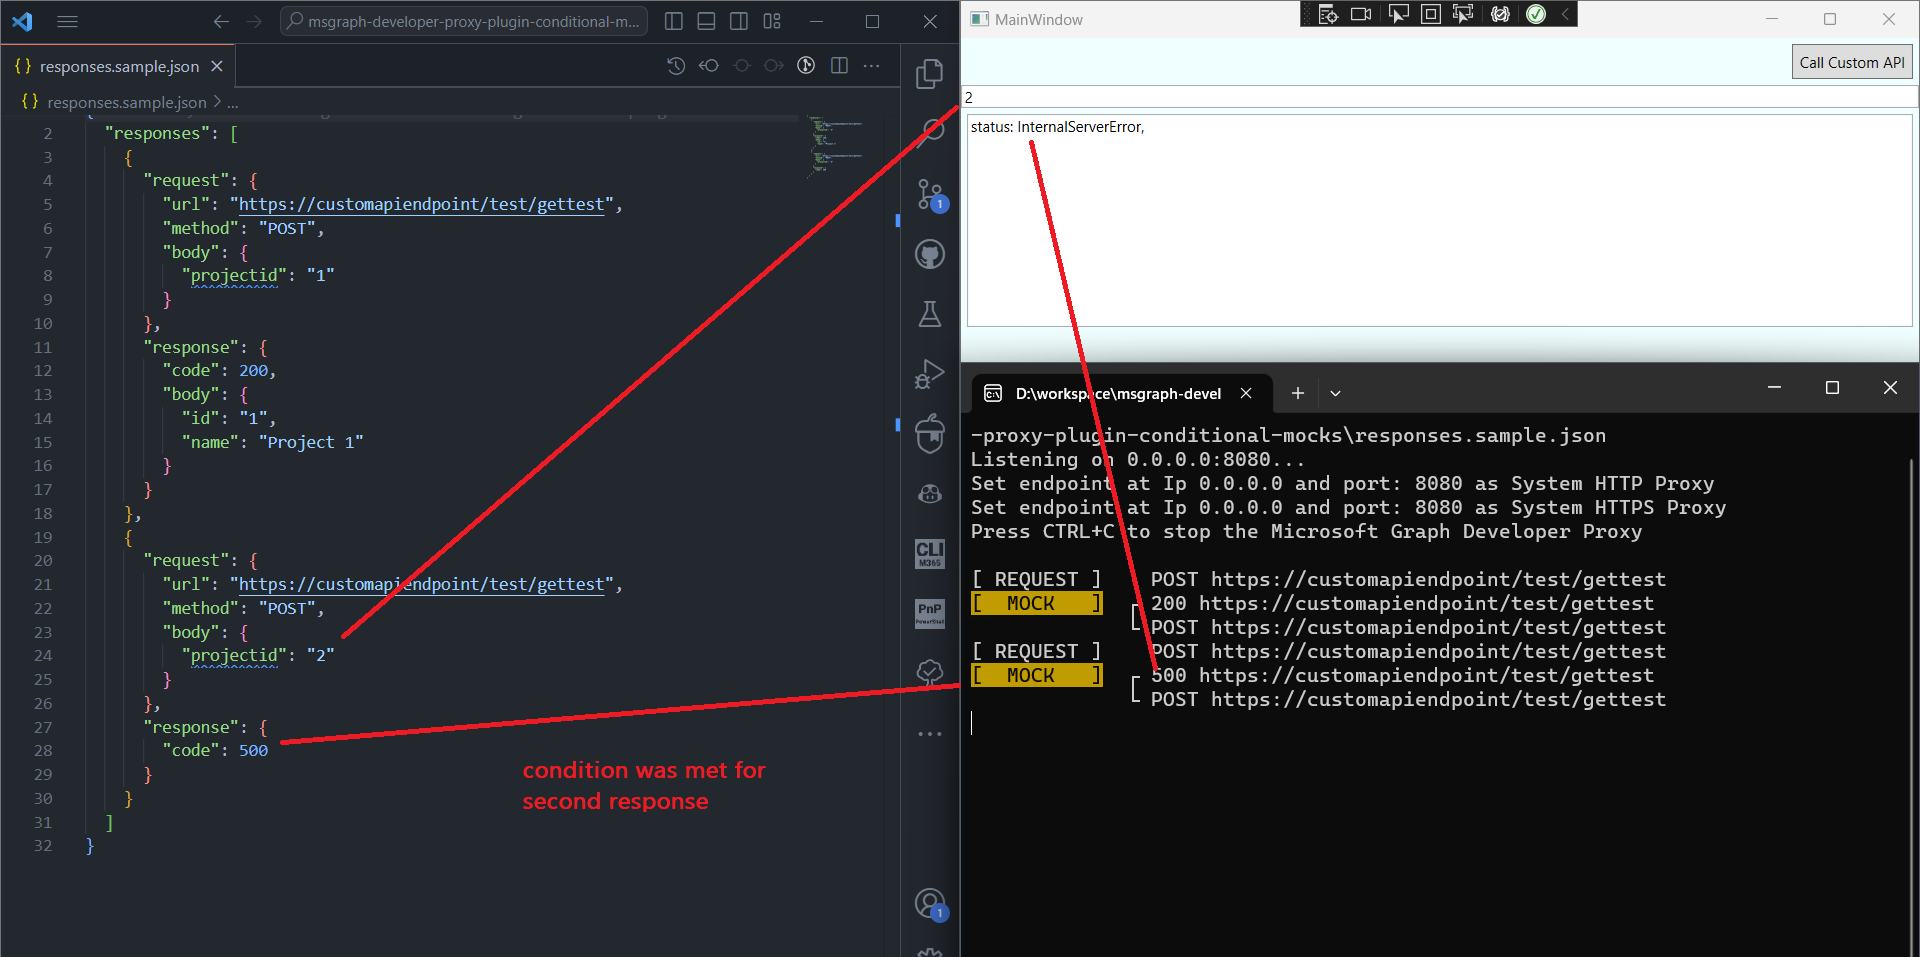 msgraph-developer-proxy-plugin-conditional-m...
{ } responses.sample.json
{ } responses.sample.json > ...
2 "responses": [
3 {
4 "request": {
5 "url": "https://customapiendpoint/test/gettest",
6 "method": "POST",
7 "body": {
8 "projectid": "1"
9 }
10 },
11 "response": {
12 "code": 200,
13 "body": {
14 "id": "1",
15 "name": "Project 1"
16 }
17 }
18 },
19 {
20 "request": {
21 "url": "https://customapiendpoint/test/gettest",
22 "method": "POST",
23 "body": {
24 "projectid": "2"
25 }
26 },
27 "response": {
28 "code": 500
29 }
30 }
31 ]
32 }
condition was met for
second response
1
CLI
M365
PnP
PowerShell
1
MainWindow
Call Custom API
2
status: InternalServerError,
D:\workspace\msgraph-devel
-proxy-plugin-conditional-mocks\responses.sample.json
Listening on 0.0.0.0:8080...
Set endpoint at Ip 0.0.0.0 and port: 8080 as System HTTP Proxy
Set endpoint at Ip 0.0.0.0 and port: 8080 as System HTTPS Proxy
Press CTRL+C to stop the Microsoft Graph Developer Proxy
[ REQUEST ] POST https://customapiendpoint/test/gettest
[ MOCK ] 200 https://customapiendpoint/test/gettest
POST https://customapiendpoint/test/gettest
[ REQUEST ] POST https://customapiendpoint/test/gettest
[ MOCK ] 500 https://customapiendpoint/test/gettest
POST https://customapiendpoint/test/gettest